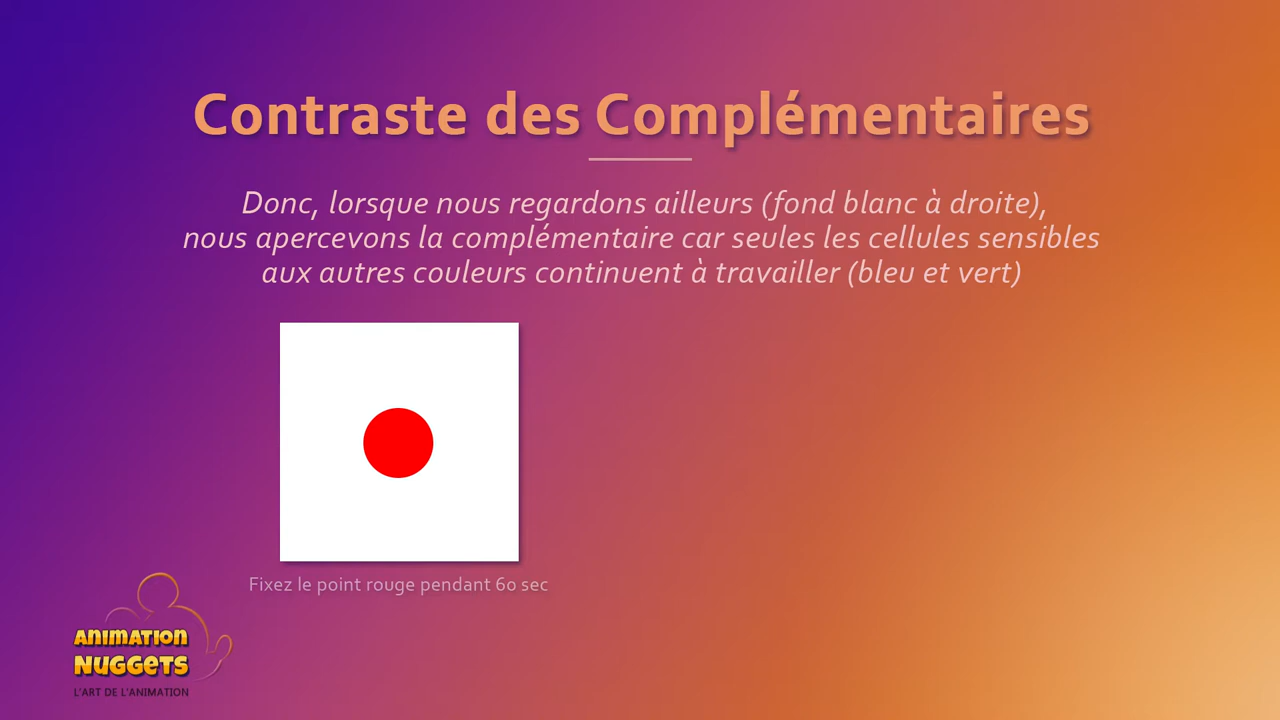 Contraste des Complémentaires
Donc, lorsque nous regardons ailleurs (fond blanc à droite),
nous apercevons la complémentaire car seules les cellules sensibles
aux autres couleurs continuent à travailler (bleu et vert)
Fixez le point rouge pendant 60 sec
ANIMATION
NUGGETS
L'ART DE L'ANIMATION